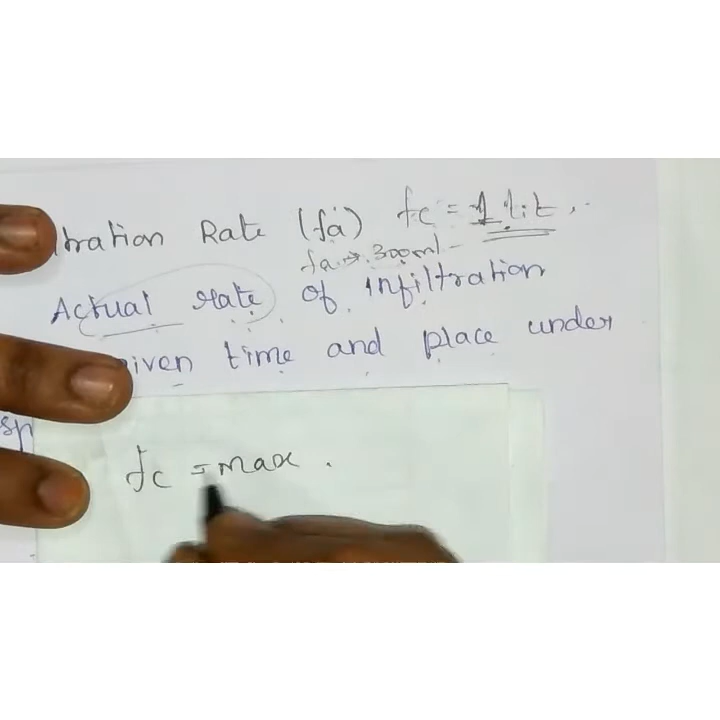 tration Rate (fa) fc = 1 lit.
fa → 300ml
Actual rate of infiltration
given time and place under
sp
fc = max.